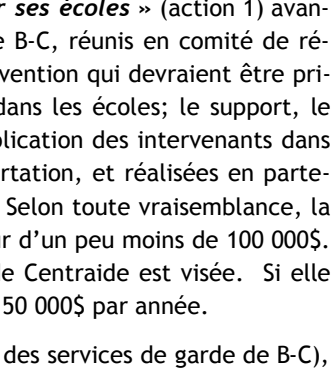 r ses écoles » (action 1) avan-
e B-C, réunis en comité de ré-
vention qui devraient être pri-
dans les écoles; le support, le
plication des intervenants dans
rtation, et réalisées en parte-
Selon toute vraisemblance, la
ur d'un peu moins de 100 000$.
de Centraide est visée. Si elle
50 000$ par année.
des services de garde de B-C),